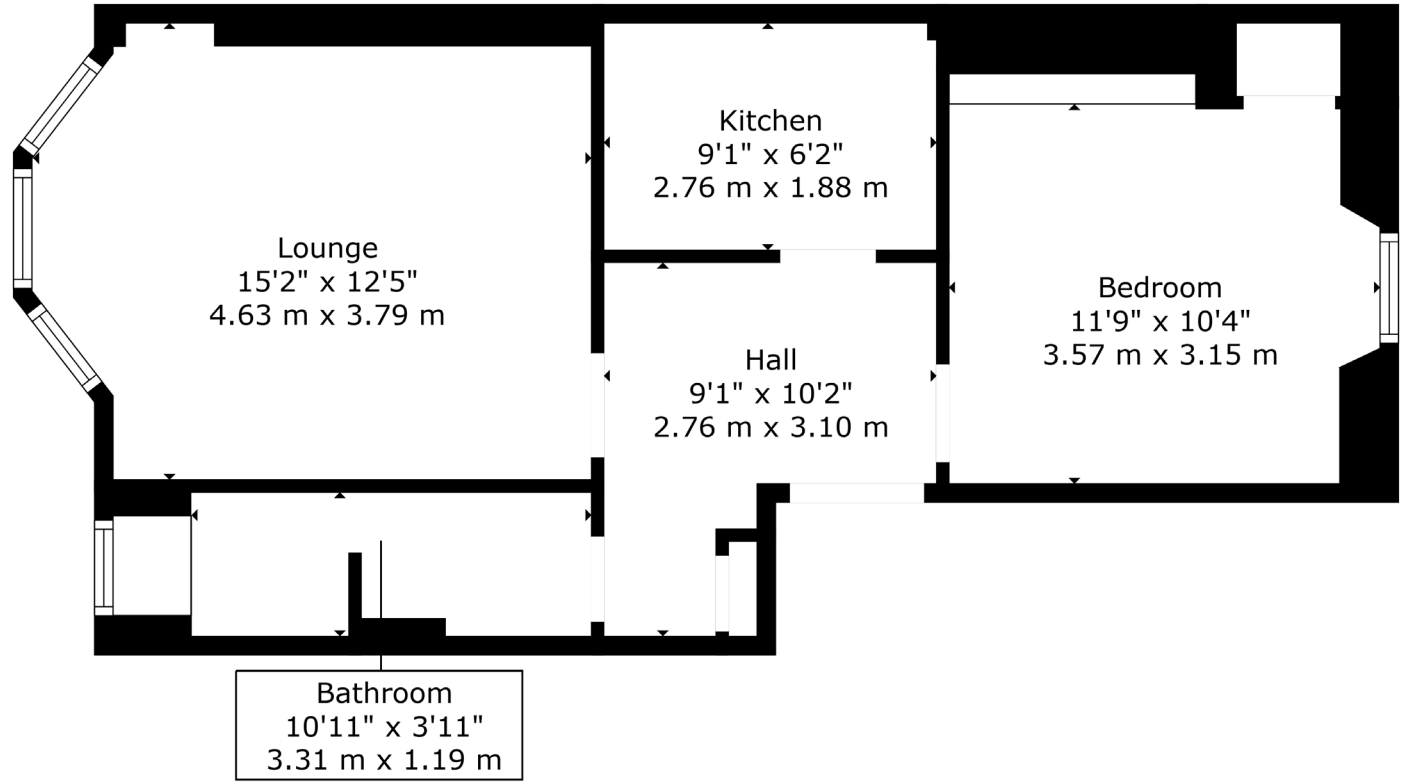 Kitchen
9'1" x 6'2"
2.76 m x 1.88 m
Lounge
15'2" x 12'5"
4.63 m x 3.79 m
Bedroom
11'9" x 10'4"
3.57 m x 3.15 m
Hall
9'1" x 10'2"
2.76 m x 3.10 m
Bathroom
10'11" x 3'11"
3.31 m x 1.19 m